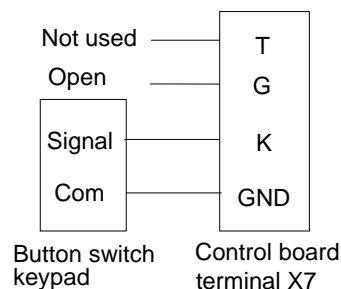 Not used
T
Open
G
Signal
K
Com
GND
Button switch
keypad
Control board
terminal X7